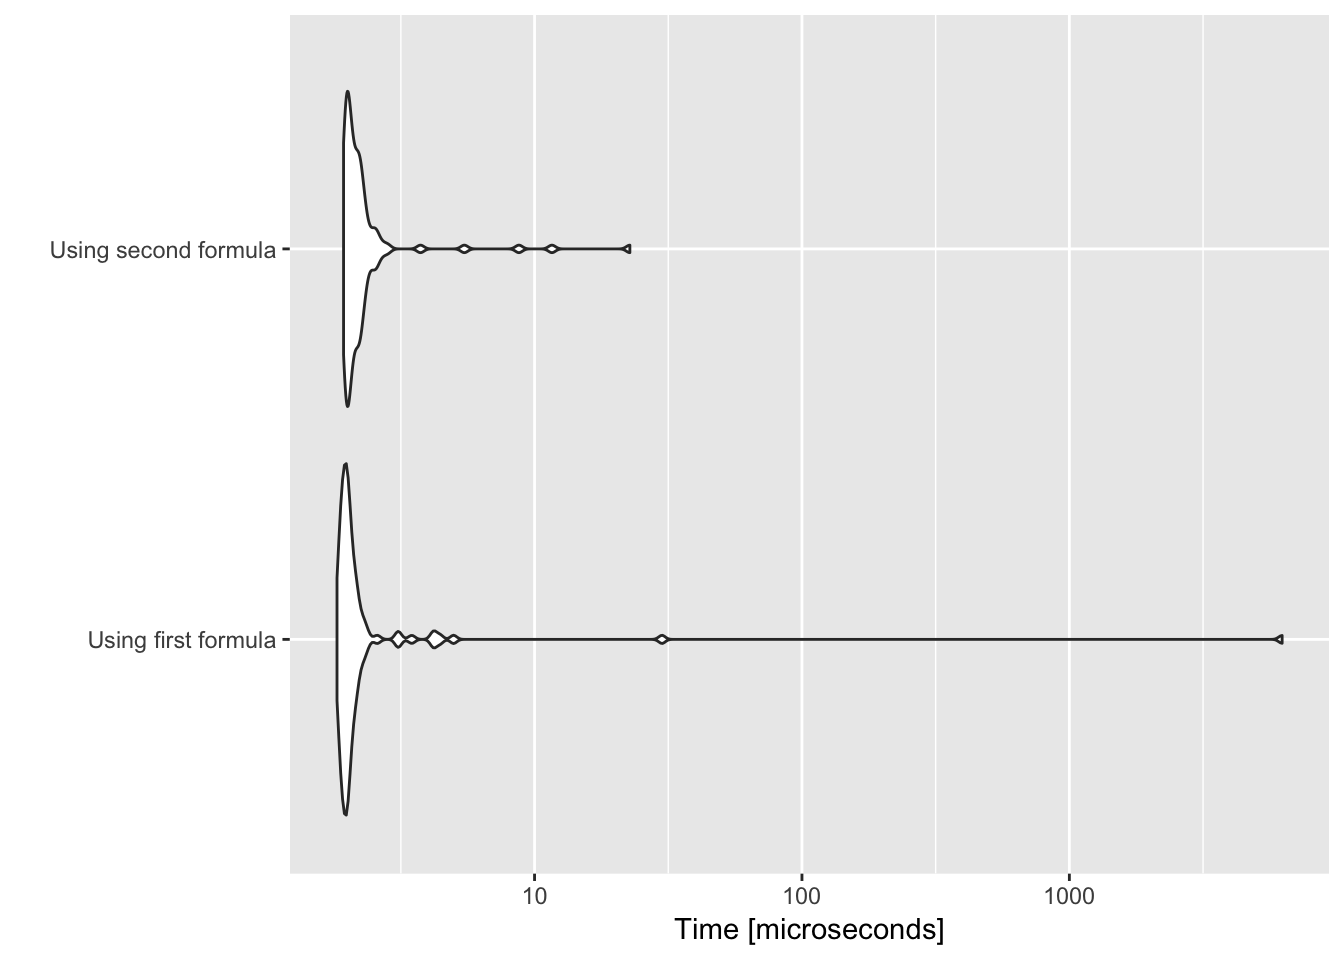 Using second formula
Using first formula
10
100
1000
Time [microseconds]